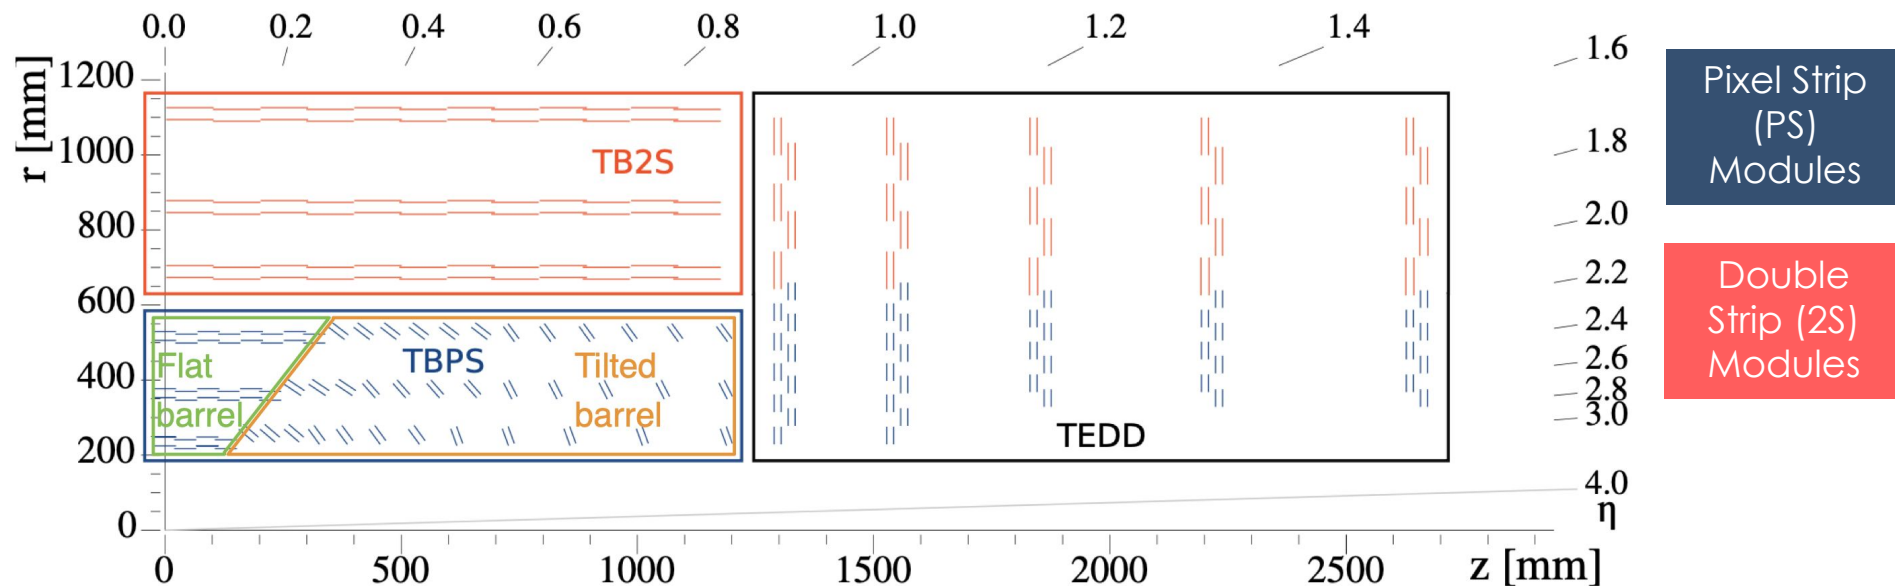 0.0 0.2 0.4 0.6 0.8 1.0 1.2 1.4 1.6
1.8
2.0
2.2
2.4
2.6
2.8
3.0
4.0
η
r [mm]
1200
1000
800
600
400
200
0
TB2S
Flat
barrel
TBPS
Tilted
barrel
TEDD
0 500 1000 1500 2000 2500 z [mm]
Pixel Strip
(PS)
Modules
Double
Strip (2S)
Modules